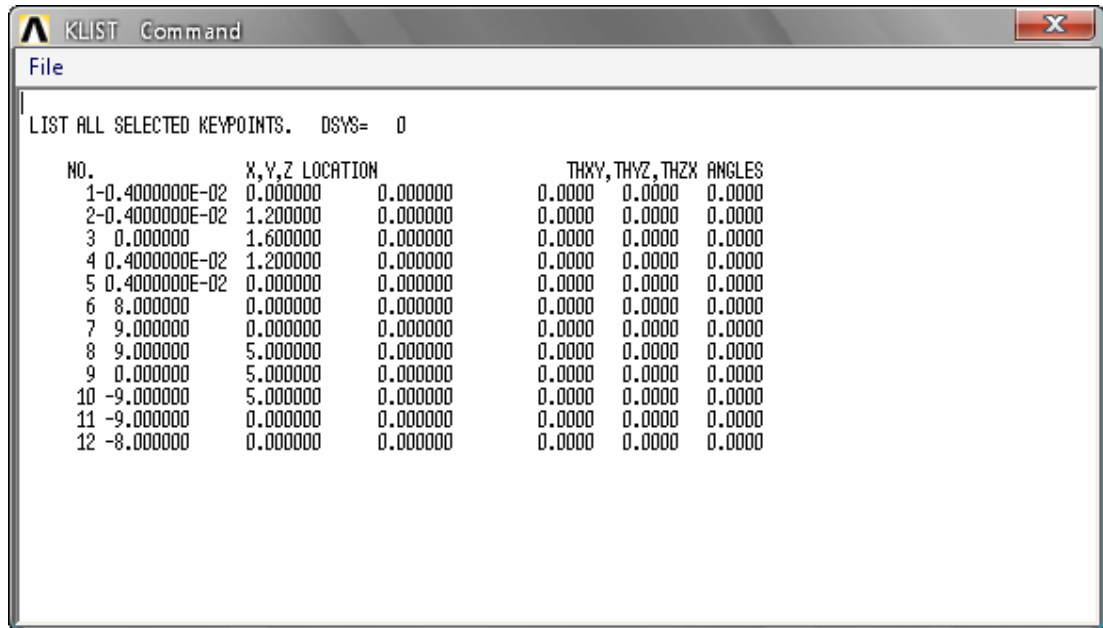 KLIST Command
File
LIST ALL SELECTED KEYPOINTS. DSYS= 0
NO. X,Y,Z LOCATION THXY,THYZ,THZX ANGLES
1-0.4000000E-02 0.000000 0.000000 0.0000 0.0000 0.0000
2-0.4000000E-02 1.200000 0.000000 0.0000 0.0000 0.0000
3 0.000000 1.600000 0.000000 0.0000 0.0000 0.0000
4 0.4000000E-02 1.200000 0.000000 0.0000 0.0000 0.0000
5 0.4000000E-02 0.000000 0.000000 0.0000 0.0000 0.0000
6 8.000000 0.000000 0.000000 0.0000 0.0000 0.0000
7 9.000000 0.000000 0.000000 0.0000 0.0000 0.0000
8 9.000000 5.000000 0.000000 0.0000 0.0000 0.0000
9 0.000000 5.000000 0.000000 0.0000 0.0000 0.0000
10 -9.000000 5.000000 0.000000 0.0000 0.0000 0.0000
11 -9.000000 0.000000 0.000000 0.0000 0.0000 0.0000
12 -8.000000 0.000000 0.000000 0.0000 0.0000 0.0000